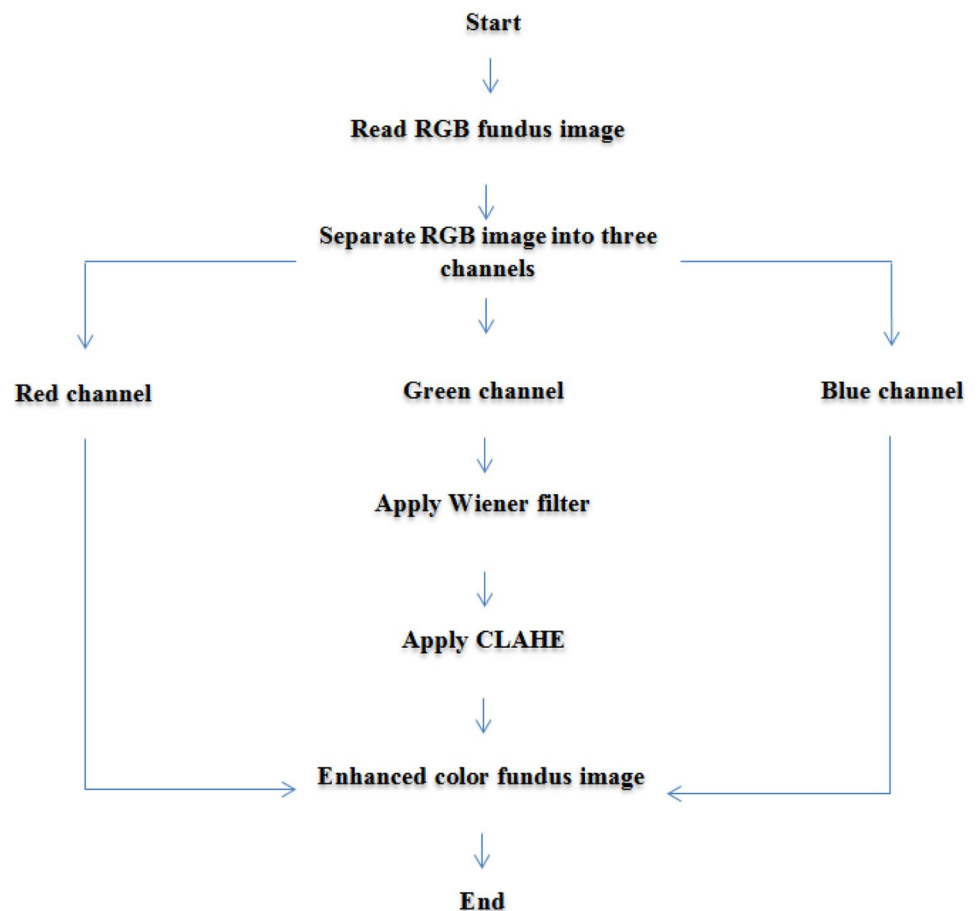 Start
Read RGB fundus image
Separate RGB image into three
channels
Red channel
Green channel
Blue channel
Apply Wiener filter
Apply CLAHE
Enhanced color fundus image
End